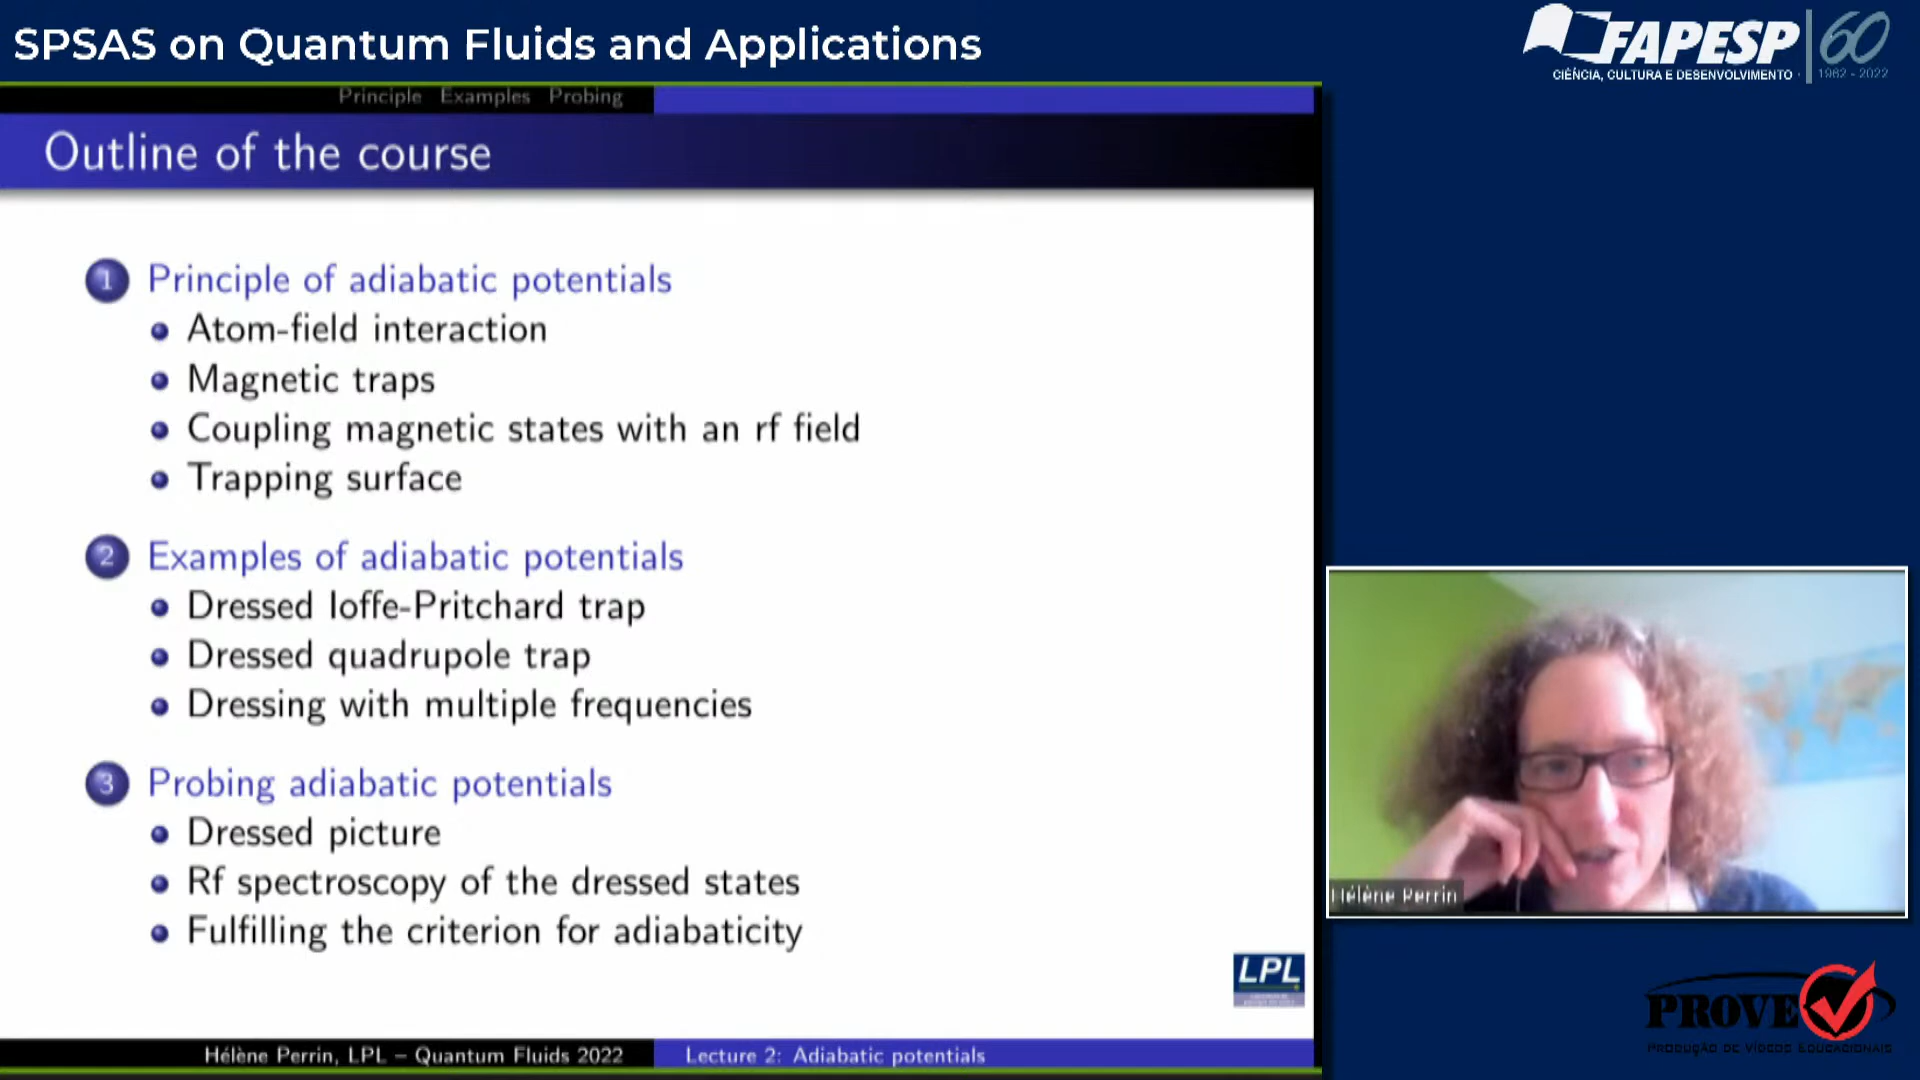 SPSAS on Quantum Fluids and Applications
FAPESP 60
CIÊNCIA, CULTURA E DESENVOLVIMENTO
1962 - 2022
Principle Examples Probing
Outline of the course
1 Principle of adiabatic potentials
Atom-field interaction
Magnetic traps
Coupling magnetic states with an rf field
Trapping surface
2 Examples of adiabatic potentials
Dressed Ioffe-Pritchard trap
Dressed quadrupole trap
Dressing with multiple frequencies
3 Probing adiabatic potentials
Dressed picture
Rf spectroscopy of the dressed states
Fulfilling the criterion for adiabaticity
LPL
Hélène Perrin, LPL – Quantum Fluids 2022
Lecture 2: Adiabatic potentials
Hélène Perrin
PROVE
PRODUÇÃO DE VÍDEOS EDUCACIONAIS